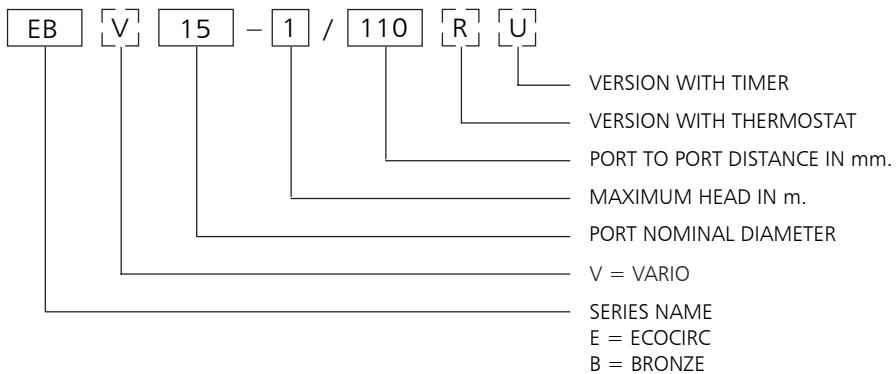 EB V 15 – 1 / 110 R U
VERSION WITH TIMER
VERSION WITH THERMOSTAT
PORT TO PORT DISTANCE IN mm.
MAXIMUM HEAD IN m.
PORT NOMINAL DIAMETER
V = VARIO
SERIES NAME
E = ECOCIRC
B = BRONZE